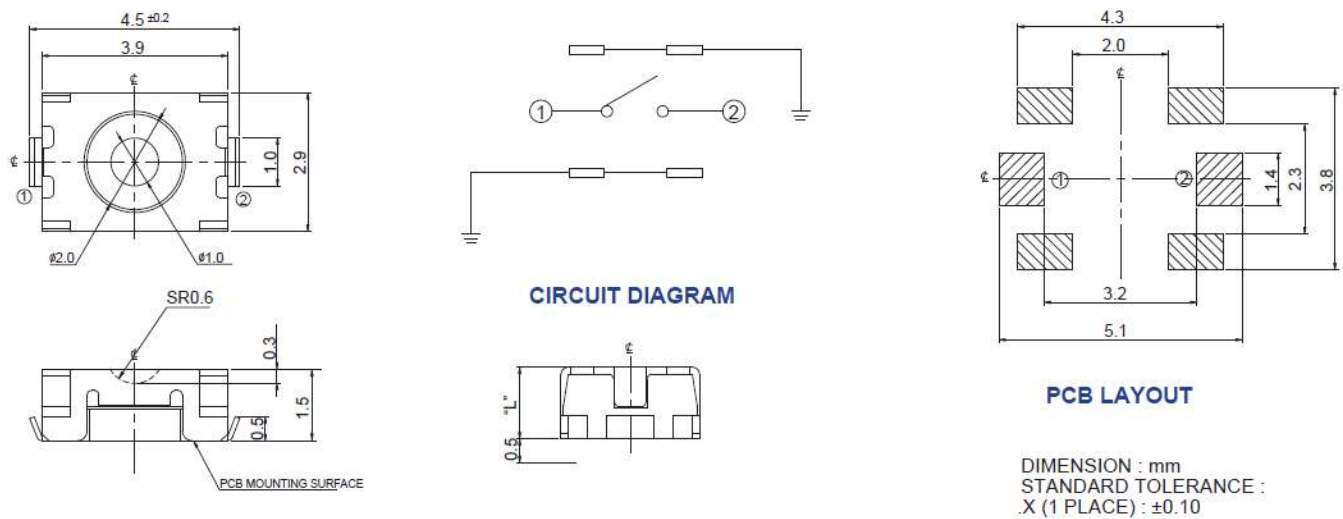 4.5 ±0.2
3.9
℄
℄
1.0
2.9
①
②
ø2.0
ø1.0
SR0.6
℄
0.3
1.5
0.5
PCB MOUNTING SURFACE
①
②
CIRCUIT DIAGRAM
℄
"L"
0.5
4.3
2.0
℄
℄
①
②
1.4
2.3
3.8
3.2
5.1
PCB LAYOUT
DIMENSION : mm
STANDARD TOLERANCE :
.X (1 PLACE) : ±0.10